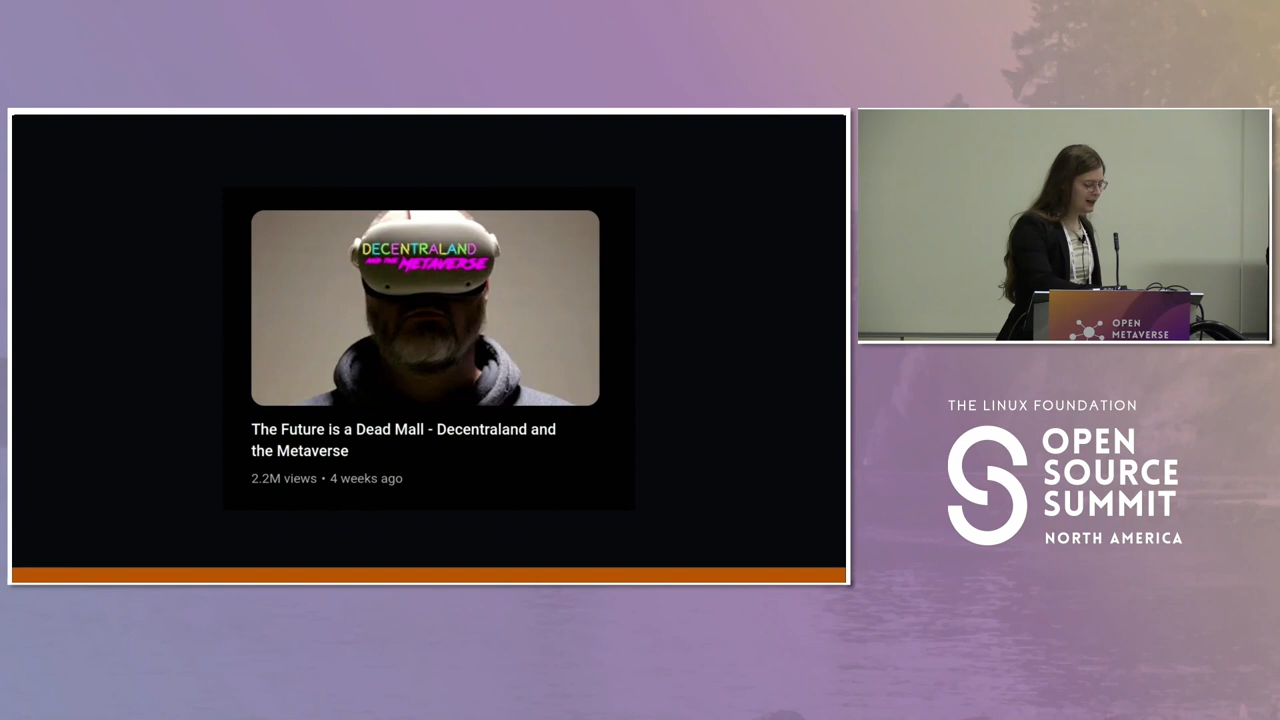 DECENTRALAND
AND THE METAVERSE
The Future is a Dead Mall - Decentraland and
the Metaverse
2.2M views • 4 weeks ago
OPEN
METAVERSE
THE LINUX FOUNDATION
OPEN
SOURCE
SUMMIT
NORTH AMERICA